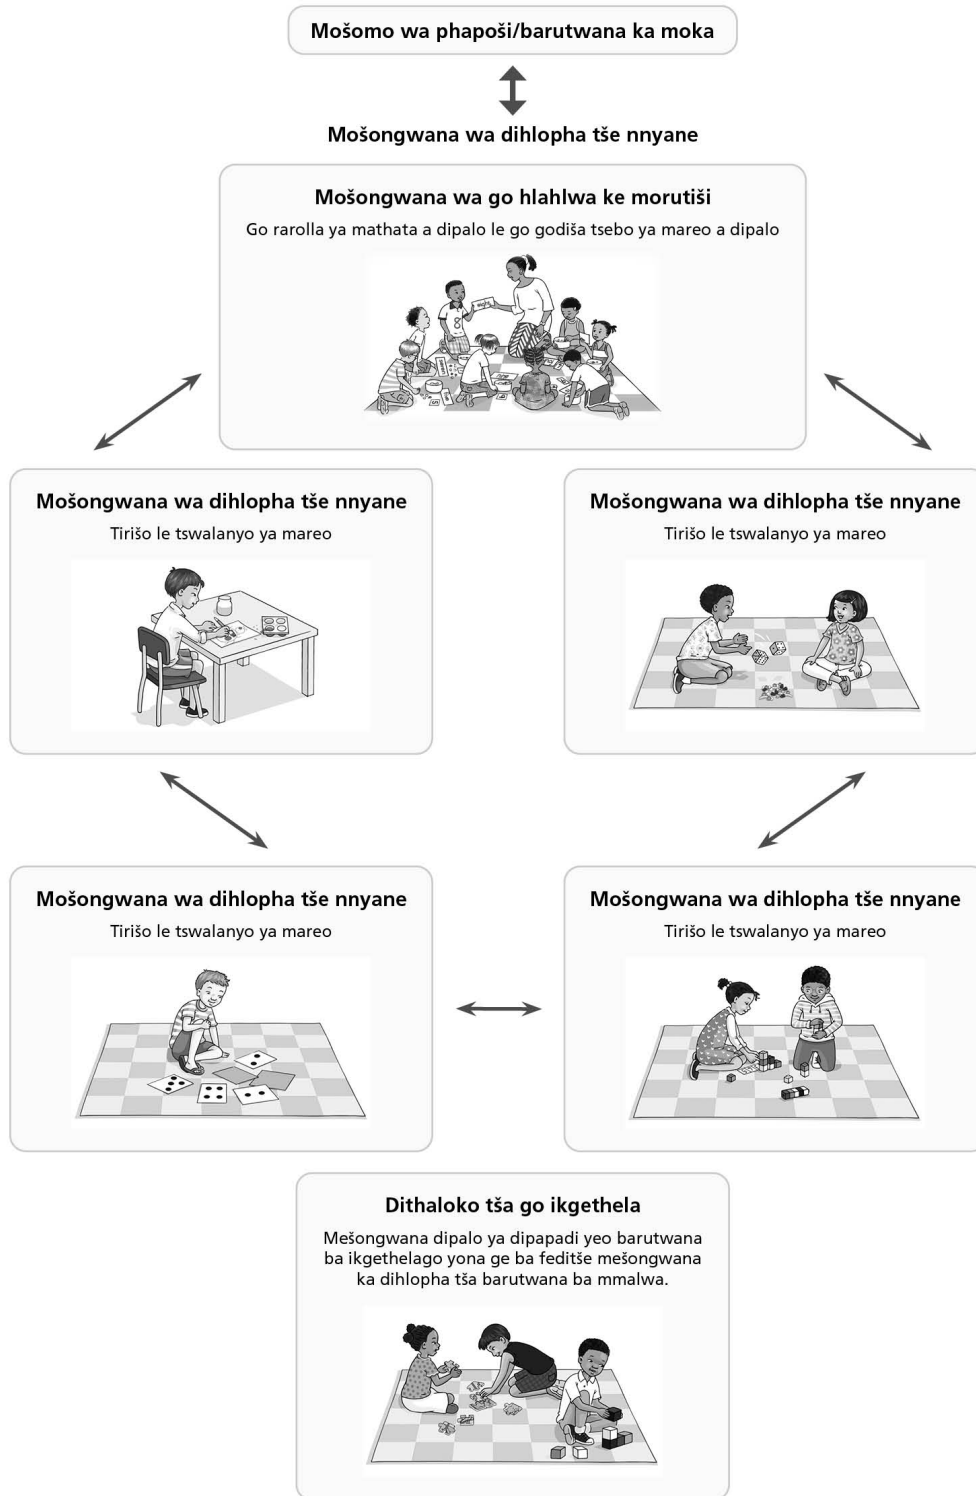 Mošomo wa phapoši/barutwana ka moka
Mošongwana wa dihlopha tše nnyane
Mošongwana wa go hlahlwa ke morutiši
Go rarolla ya mathata a dipalo le go godiša tsebo ya mareo a dipalo
Mošongwana wa dihlopha tše nnyane
Tirišo le tswalanyo ya mareo
Mošongwana wa dihlopha tše nnyane
Tirišo le tswalanyo ya mareo
Mošongwana wa dihlopha tše nnyane
Tirišo le tswalanyo ya mareo
Mošongwana wa dihlopha tše nnyane
Tirišo le tswalanyo ya mareo
Dithaloko tša go ikgethela
Mešongwana dipalo ya dipapadi yeo barutwana
ba ikgethelago yona ge ba feditše mešongwana
ka dihlopha tša barutwana ba mmalwa.